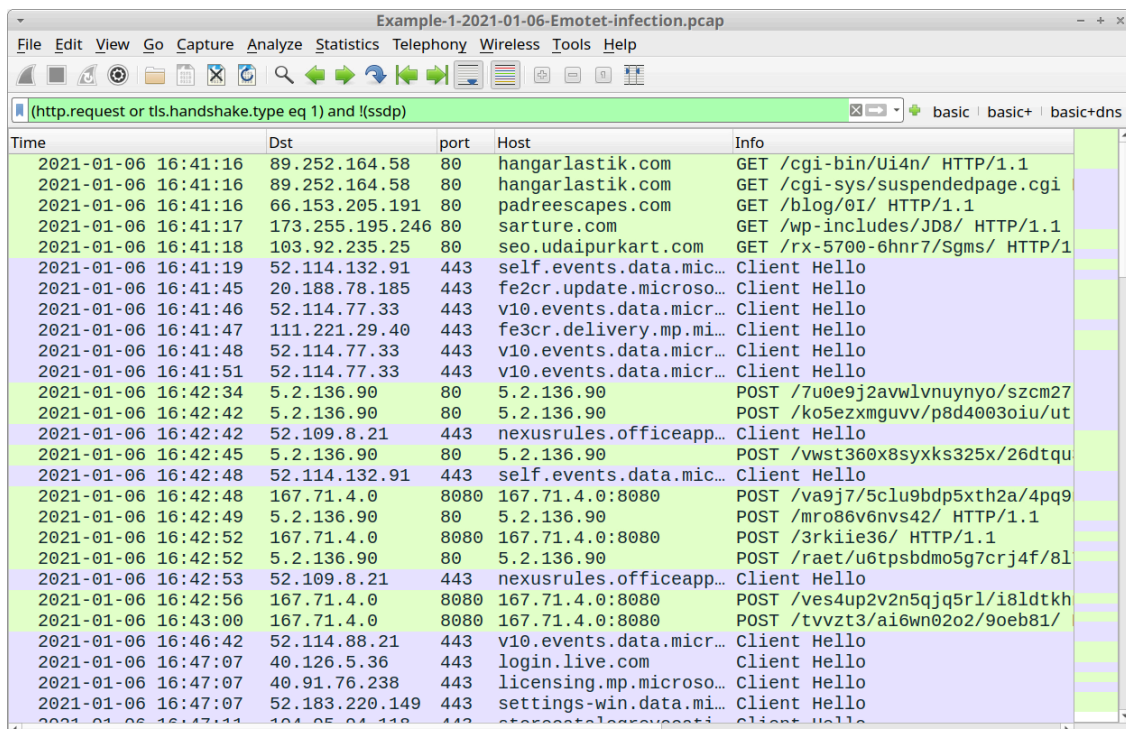 Example-1-2021-01-06-Emotet-infection.pcap
File Edit View Go Capture Analyze Statistics Telephony Wireless Tools Help
(http.request or tls.handshake.type eq 1) and !(ssdp) basic basic+ basic+dns
Time Dst port Host Info
2021-01-06 16:41:16 89.252.164.58 80 hangarlastik.com GET /cgi-bin/Ui4n/ HTTP/1.1
2021-01-06 16:41:16 89.252.164.58 80 hangarlastik.com GET /cgi-sys/suspendedpage.cgi
2021-01-06 16:41:16 66.153.205.191 80 padreescapes.com GET /blog/0I/ HTTP/1.1
2021-01-06 16:41:17 173.255.195.246 80 sarture.com GET /wp-includes/JD8/ HTTP/1.1
2021-01-06 16:41:18 103.92.235.25 80 seo.udaipurkart.com GET /rx-5700-6hnr7/Sgms/ HTTP/1
2021-01-06 16:41:19 52.114.132.91 443 self.events.data.mic… Client Hello
2021-01-06 16:41:45 20.188.78.185 443 fe2cr.update.microso… Client Hello
2021-01-06 16:41:46 52.114.77.33 443 v10.events.data.micr… Client Hello
2021-01-06 16:41:47 111.221.29.40 443 fe3cr.delivery.mp.mi… Client Hello
2021-01-06 16:41:48 52.114.77.33 443 v10.events.data.micr… Client Hello
2021-01-06 16:41:51 52.114.77.33 443 v10.events.data.micr… Client Hello
2021-01-06 16:42:34 5.2.136.90 80 5.2.136.90 POST /7u0e9j2avwlvnuynyo/szcm27
2021-01-06 16:42:42 5.2.136.90 80 5.2.136.90 POST /ko5ezxmguvv/p8d4003oiu/ut
2021-01-06 16:42:42 52.109.8.21 443 nexusrules.officeapp… Client Hello
2021-01-06 16:42:45 5.2.136.90 80 5.2.136.90 POST /vwst360x8syxks325x/26dtqu
2021-01-06 16:42:48 52.114.132.91 443 self.events.data.mic… Client Hello
2021-01-06 16:42:48 167.71.4.0 8080 167.71.4.0:8080 POST /va9j7/5clu9bdp5xth2a/4pq9
2021-01-06 16:42:49 5.2.136.90 80 5.2.136.90 POST /mro86v6nvs42/ HTTP/1.1
2021-01-06 16:42:52 167.71.4.0 8080 167.71.4.0:8080 POST /3rkiie36/ HTTP/1.1
2021-01-06 16:42:52 5.2.136.90 80 5.2.136.90 POST /raet/u6tpsbdmo5g7crj4f/8l
2021-01-06 16:42:53 52.109.8.21 443 nexusrules.officeapp… Client Hello
2021-01-06 16:42:56 167.71.4.0 8080 167.71.4.0:8080 POST /ves4up2v2n5qjq5rl/i8ldtkh
2021-01-06 16:43:00 167.71.4.0 8080 167.71.4.0:8080 POST /tvvzt3/ai6wn02o2/9oeb81/
2021-01-06 16:46:42 52.114.88.21 443 v10.events.data.micr… Client Hello
2021-01-06 16:47:07 40.126.5.36 443 login.live.com Client Hello
2021-01-06 16:47:07 40.91.76.238 443 licensing.mp.microso… Client Hello
2021-01-06 16:47:07 52.183.220.149 443 settings-win.data.mi… Client Hello